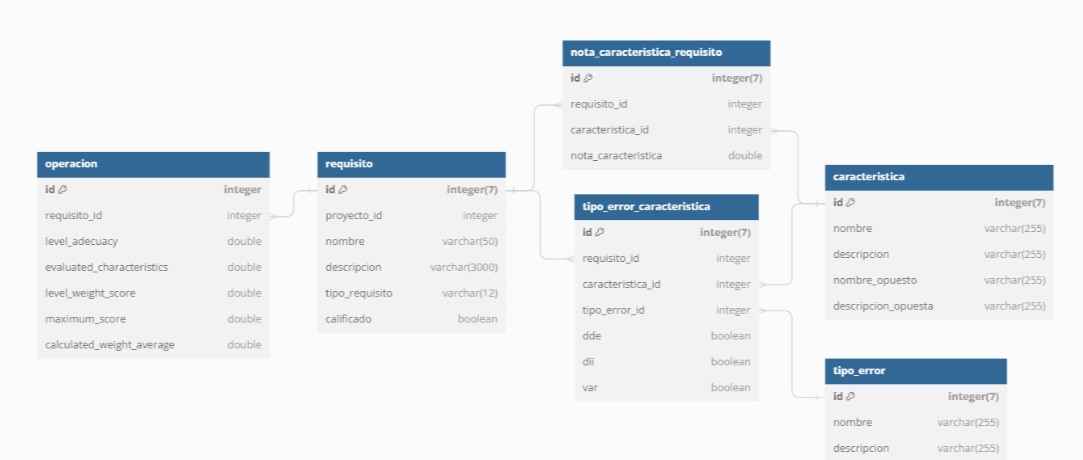 nota_caracteristica_requisito
id integer(7)
requisito_id integer
caracteristica_id integer
nota_caracteristica double
operacion
id integer
requisito_id integer
level_adecuacy double
evaluated_characteristics double
level_weight_score double
maximum_score double
calculated_weight_average double
requisito
id integer(7)
proyecto_id integer
nombre varchar(50)
descripcion varchar(3000)
tipo_requisito varchar(12)
calificado boolean
tipo_error_caracteristica
id integer(7)
requisito_id integer
caracteristica_id integer
tipo_error_id integer
dde boolean
dii boolean
var boolean
caracteristica
id integer(7)
nombre varchar(255)
descripcion varchar(255)
nombre_opuesto varchar(255)
descripcion_opuesta varchar(255)
tipo_error
id integer(7)
nombre varchar(255)
descripcion varchar(255)